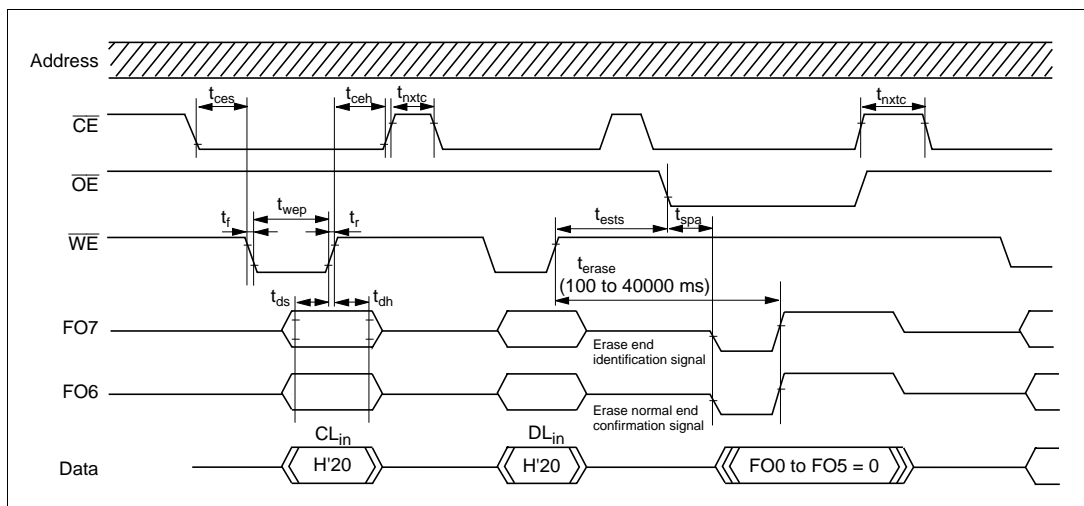 Address
tces
tceh
tnxtc
tnxtc
CE
OE
twep
tests
tspa
tf
tr
WE
terase
(100 to 40000 ms)
tds
tdh
FO7
Erase end
identification signal
FO6
Erase normal end
confirmation signal
CLin
DLin
Data
H'20
H'20
FO0 to FO5 = 0